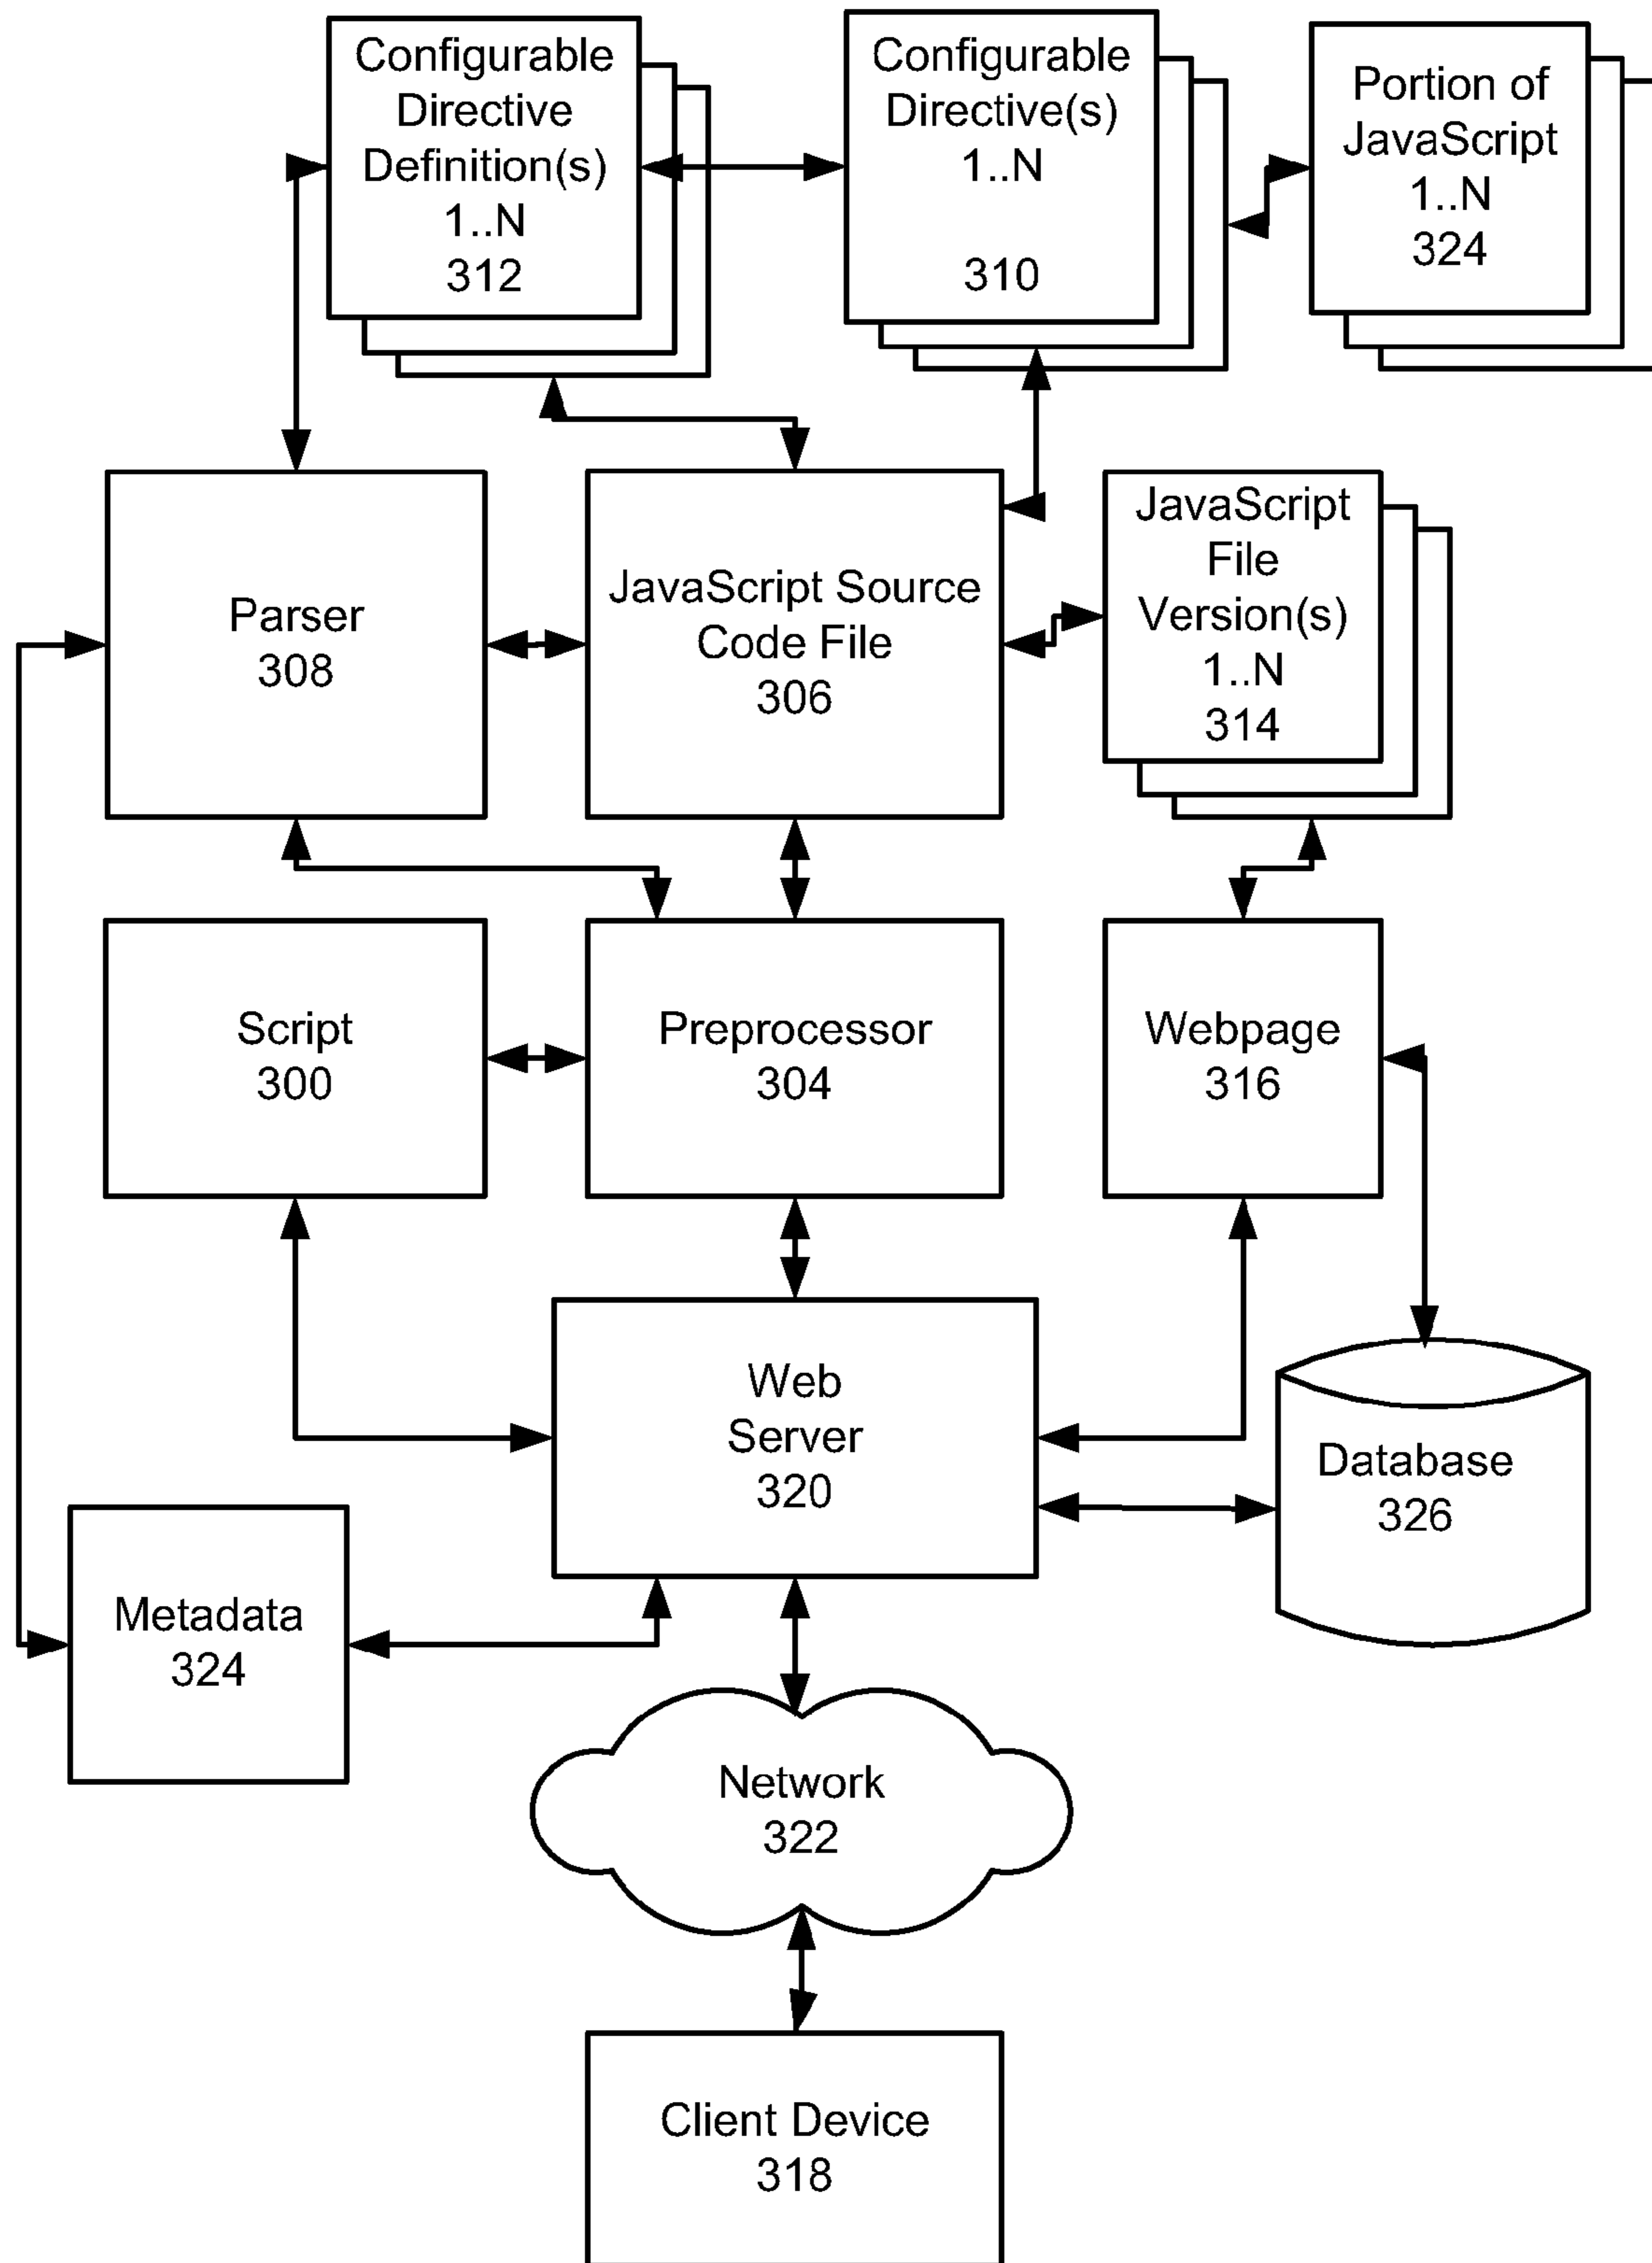 Configurable
Directive
Definition(s)
1..N
312
Configurable
Directive(s)
1..N
310
Portion of
JavaScript
1..N
324
Parser
308
JavaScript Source
Code File
306
JavaScript
File
Version(s)
1..N
314
Script
300
Preprocessor
304
Webpage
316
Web
Server
320
Database
326
Metadata
324
Network
322
Client Device
318